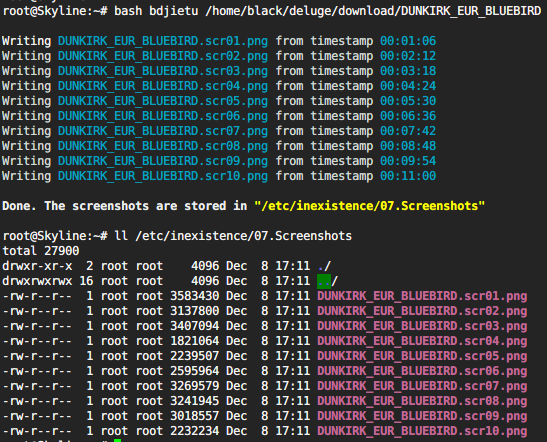 root@Skyline:~# bash bdjietu /home/black/deluge/download/DUNKIRK_EUR_BLUEBIRD
Writing DUNKIRK_EUR_BLUEBIRD.scr01.png from timestamp 00:01:06
Writing DUNKIRK_EUR_BLUEBIRD.scr02.png from timestamp 00:02:12
Writing DUNKIRK_EUR_BLUEBIRD.scr03.png from timestamp 00:03:18
Writing DUNKIRK_EUR_BLUEBIRD.scr04.png from timestamp 00:04:24
Writing DUNKIRK_EUR_BLUEBIRD.scr05.png from timestamp 00:05:30
Writing DUNKIRK_EUR_BLUEBIRD.scr06.png from timestamp 00:06:36
Writing DUNKIRK_EUR_BLUEBIRD.scr07.png from timestamp 00:07:42
Writing DUNKIRK_EUR_BLUEBIRD.scr08.png from timestamp 00:08:48
Writing DUNKIRK_EUR_BLUEBIRD.scr09.png from timestamp 00:09:54
Writing DUNKIRK_EUR_BLUEBIRD.scr10.png from timestamp 00:11:00
Done. The screenshots are stored in "/etc/inexistence/07.Screenshots"
root@Skyline:~# ll /etc/inexistence/07.Screenshots
total 27900
drwxr-xr-x 2 root root 4096 Dec 8 17:11 ./
drwxrwxrwx 16 root root 4096 Dec 8 17:11 ../
-rw-r--r-- 1 root root 3583430 Dec 8 17:11 DUNKIRK_EUR_BLUEBIRD.scr01.png
-rw-r--r-- 1 root root 3137800 Dec 8 17:11 DUNKIRK_EUR_BLUEBIRD.scr02.png
-rw-r--r-- 1 root root 3407094 Dec 8 17:11 DUNKIRK_EUR_BLUEBIRD.scr03.png
-rw-r--r-- 1 root root 1821064 Dec 8 17:11 DUNKIRK_EUR_BLUEBIRD.scr04.png
-rw-r--r-- 1 root root 2239507 Dec 8 17:11 DUNKIRK_EUR_BLUEBIRD.scr05.png
-rw-r--r-- 1 root root 2595964 Dec 8 17:11 DUNKIRK_EUR_BLUEBIRD.scr06.png
-rw-r--r-- 1 root root 3269579 Dec 8 17:11 DUNKIRK_EUR_BLUEBIRD.scr07.png
-rw-r--r-- 1 root root 3241945 Dec 8 17:11 DUNKIRK_EUR_BLUEBIRD.scr08.png
-rw-r--r-- 1 root root 3018557 Dec 8 17:11 DUNKIRK_EUR_BLUEBIRD.scr09.png
-rw-r--r-- 1 root root 2232234 Dec 8 17:11 DUNKIRK_EUR_BLUEBIRD.scr10.png
root@Skyline:~#